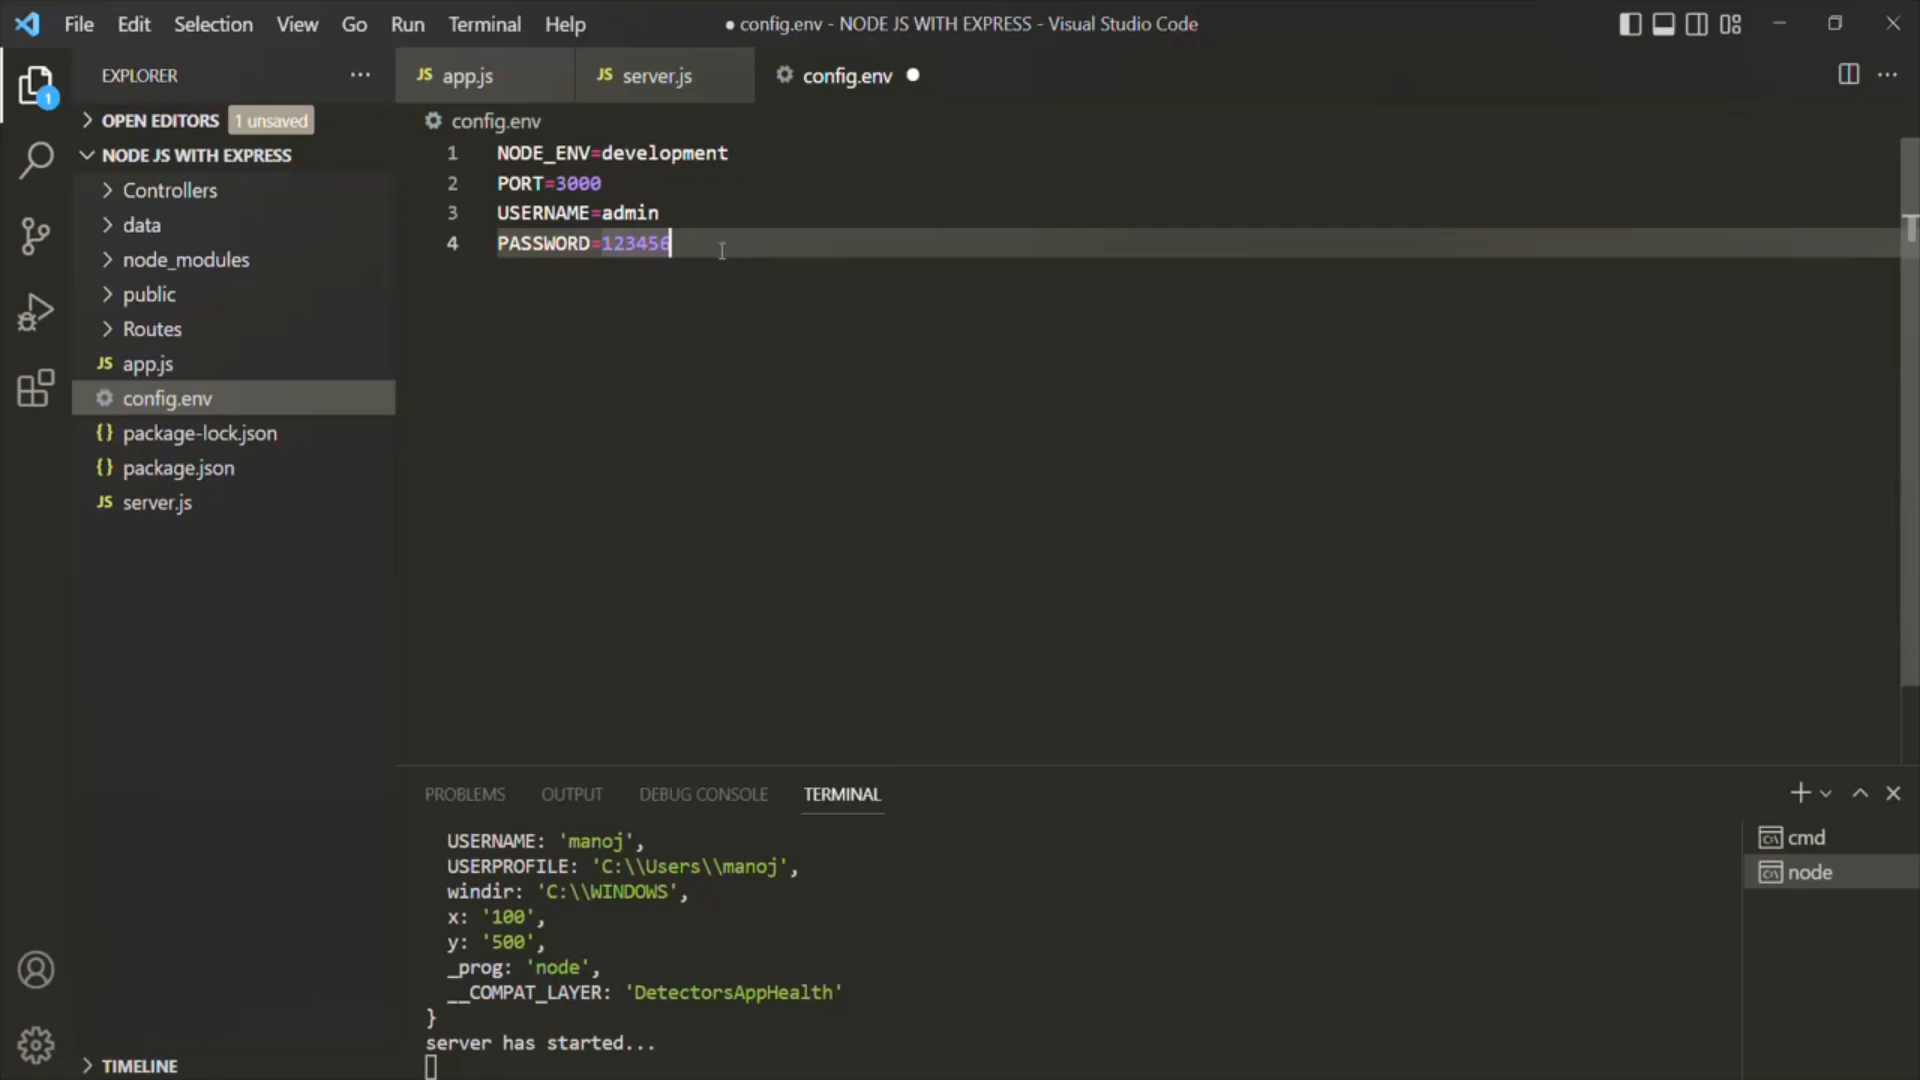 File Edit Selection View Go Run Terminal Help
● config.env - NODE JS WITH EXPRESS - Visual Studio Code
EXPLORER ···
JS app.js
JS server.js
config.env ●
1
OPEN EDITORS 1 unsaved
NODE JS WITH EXPRESS
Controllers
data
node_modules
public
Routes
JS app.js
config.env
{} package-lock.json
{} package.json
JS server.js
TIMELINE
config.env
1 NODE_ENV=development
2 PORT=3000
3 USERNAME=admin
4 PASSWORD=123456
PROBLEMS OUTPUT DEBUG CONSOLE TERMINAL
USERNAME: 'manoj',
USERPROFILE: 'C:\\Users\\manoj',
windir: 'C:\\WINDOWS',
x: '100',
y: '500',
_prog: 'node',
__COMPAT_LAYER: 'DetectorsAppHealth'
}
server has started...
cmd
node